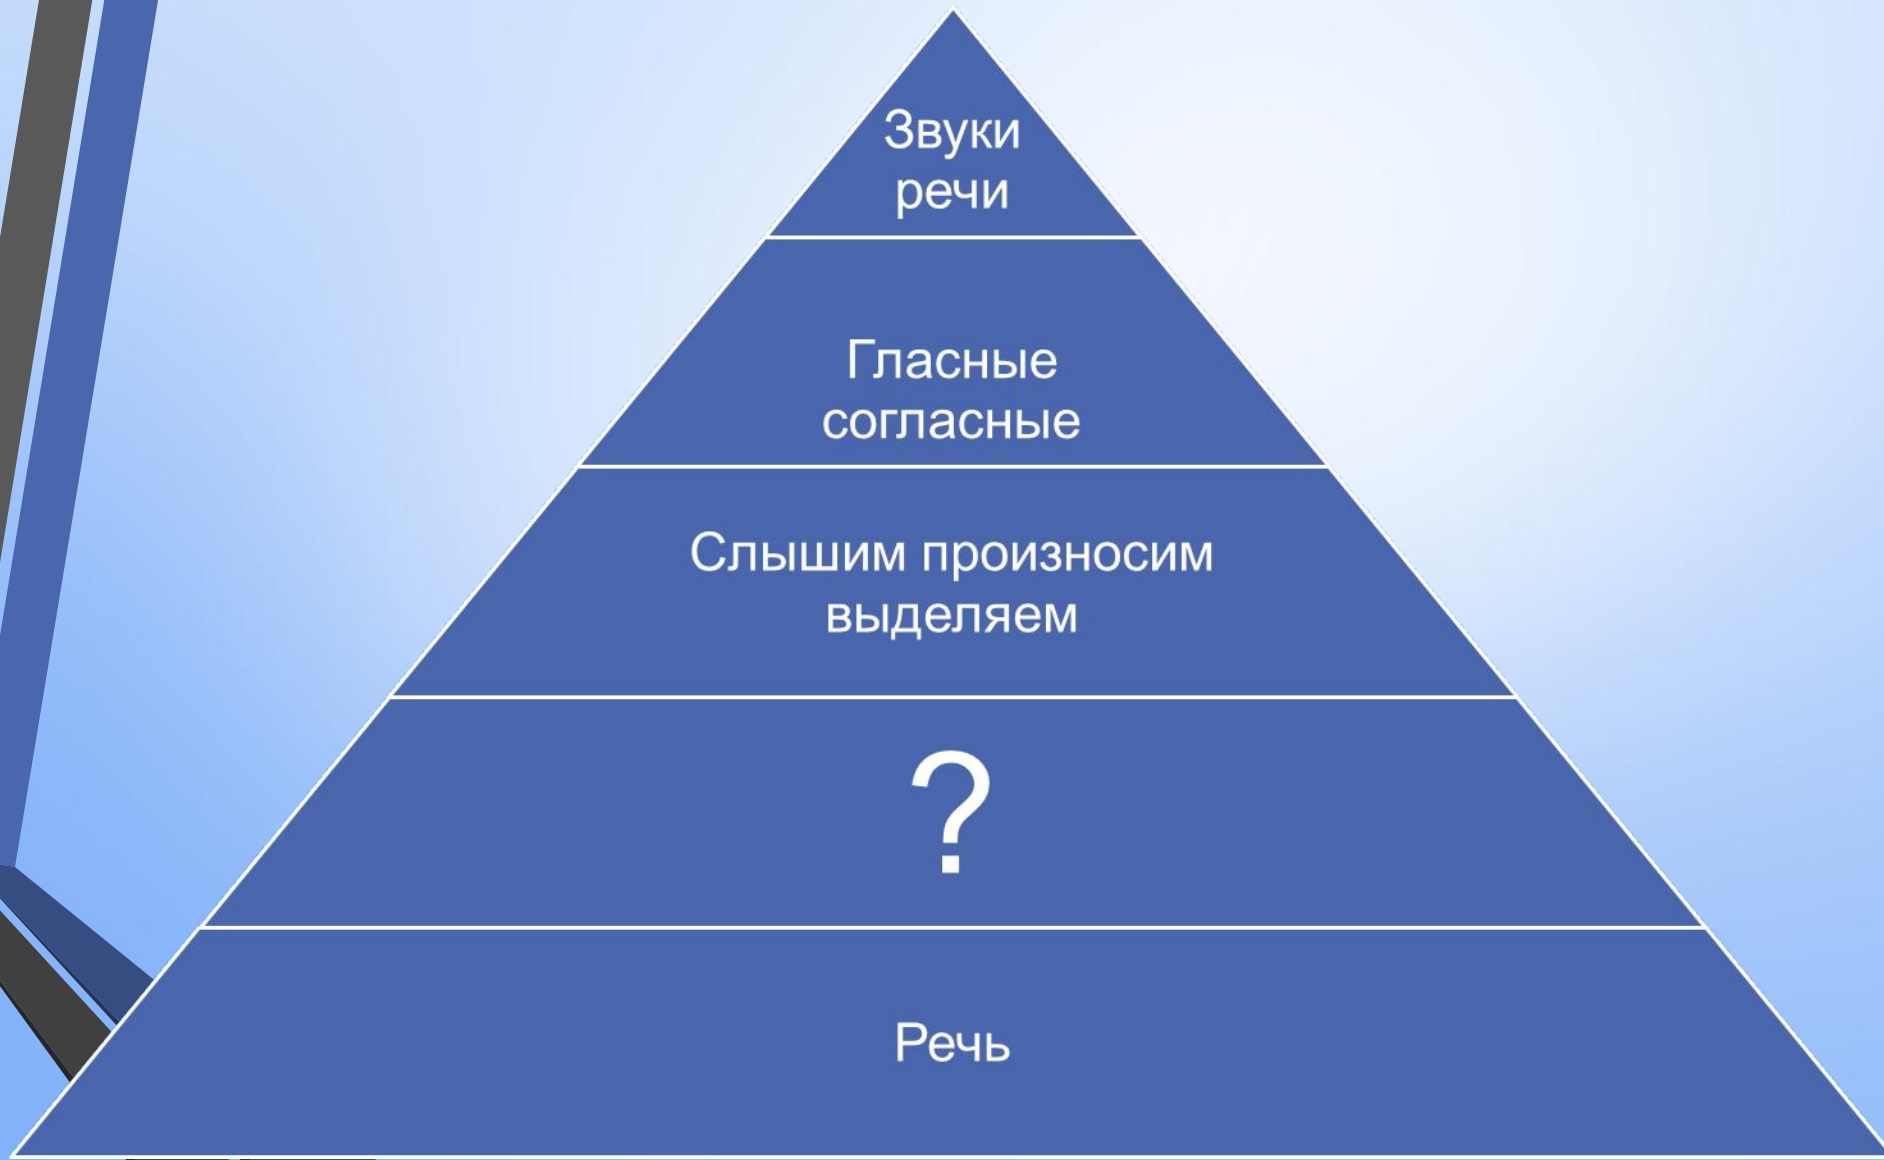 Звуки
речи
Гласные
согласные
Слышим произносим
выделяем
?
Речь